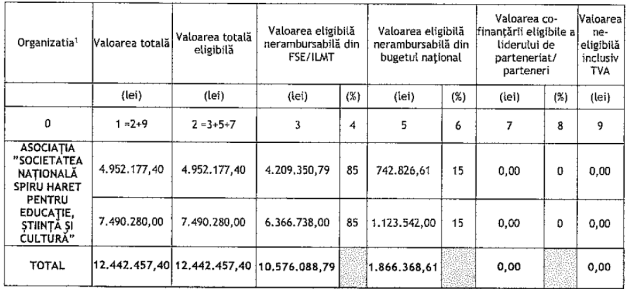 Organizatia¹ | Valoarea totală | Valoarea totală eligibilă | Valoarea eligibilă nerambursabilă din FSE/ILMT | Valoarea eligibilă nerambursabilă din bugetul național | Valoarea co-finanțării eligibile a liderului de parteneriat/ parteneri | Valoarea ne-eligibilă inclusiv TVA
(lei) | (lei) | (lei) | (%) | (lei) | (%) | (lei) | (%) | (lei)
0 | 1 =2+9 | 2 =3+5+7 | 3 | 4 | 5 | 6 | 7 | 8 | 9
ASOCIAȚIA "SOCIETATEA NAȚIONALĂ SPIRU HARET PENTRU EDUCAȚIE, ȘTIINȚĂ ȘI CULTURĂ" | 4.952.177,40 | 4.952.177,40 | 4.209.350,79 | 85 | 742.826,61 | 15 | 0,00 | 0 | 0,00
7.490.280,00 | 7.490.280,00 | 6.366.738,00 | 85 | 1.123.542,00 | 15 | 0,00 | 0 | 0,00
TOTAL | 12.442.457,40 | 12.442.457,40 | 10.576.088,79 | 1.866.368,61 | 0,00 | 0,00